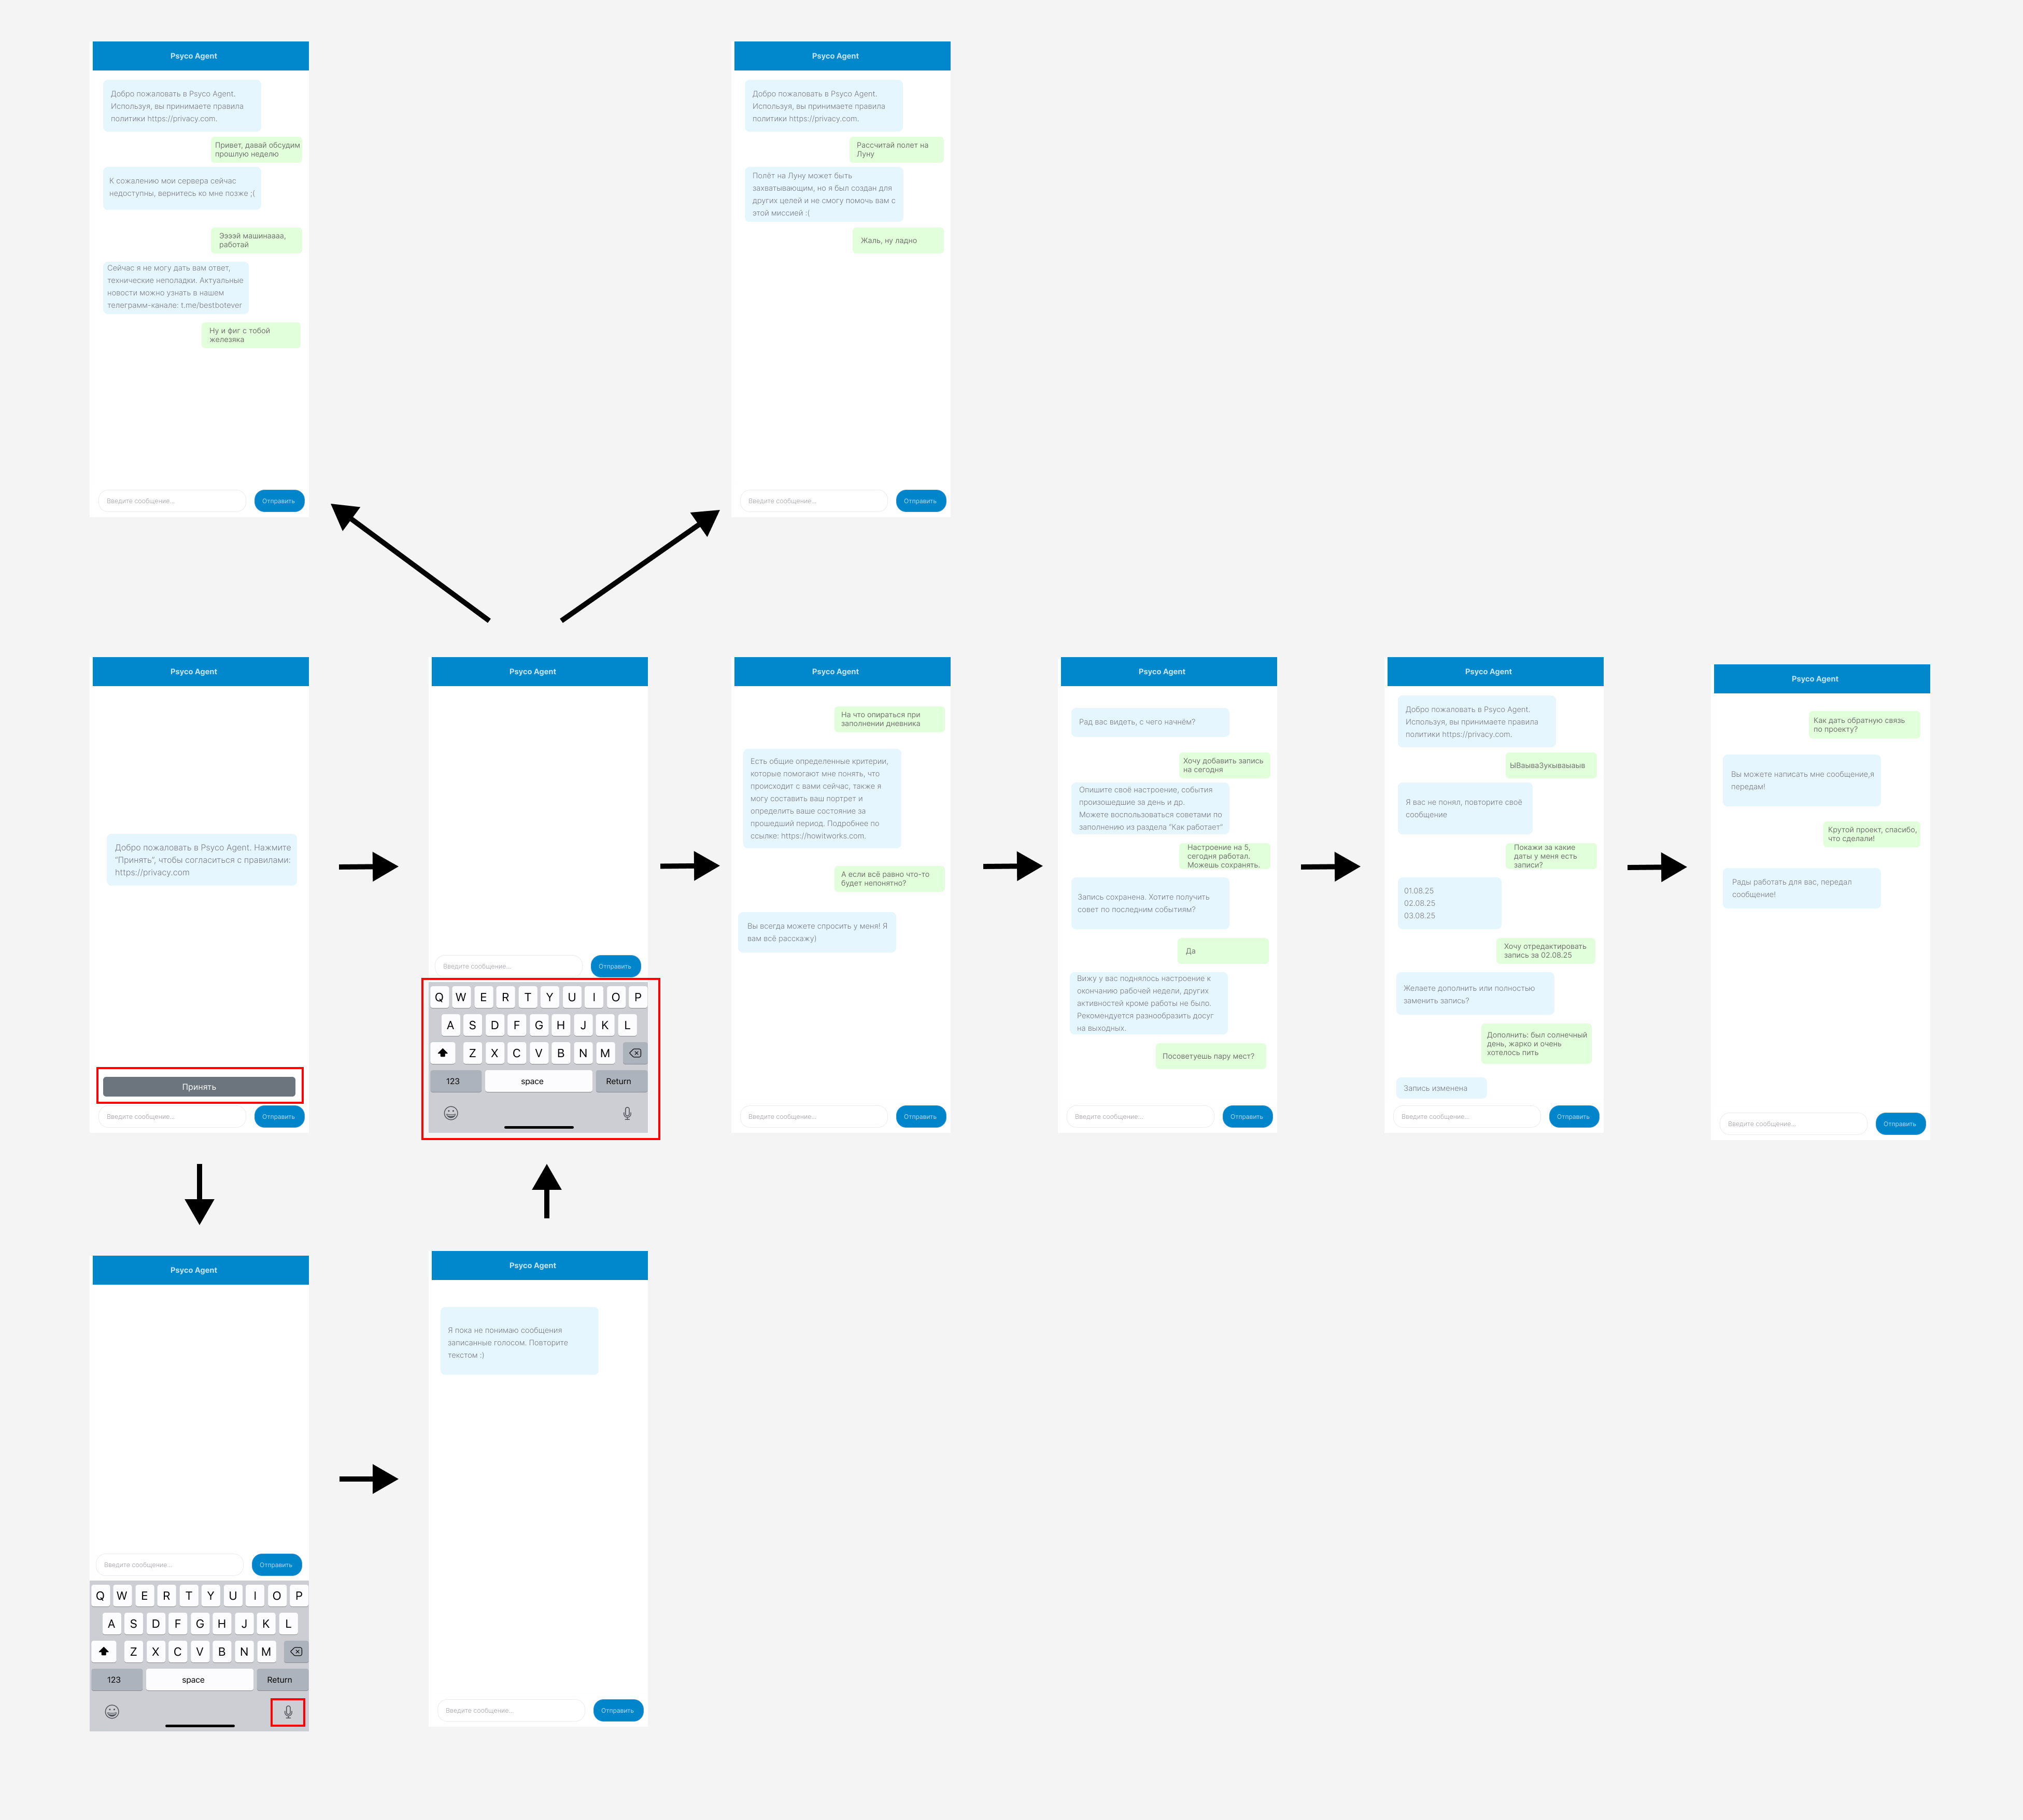 Psyco Agent
Добро пожаловать в Psyco Agent.
Используя, вы принимаете правила
политики https://privacy.com.
Привет, давай обсудим
прошлую неделю
К сожалению мои сервера сейчас
недоступны, вернитесь ко мне позже ;(
Эээй машинаааа,
работай
Сейчас я не могу дать вам ответ,
технические неполадки. Актуальные
новости можно узнать в нашем
телеграмм-канале: t.me/bestbotever
Ну и фиг с тобой
железяка
Введите сообщение...
Отправить
Psyco Agent
Добро пожаловать в Psyco Agent.
Используя, вы принимаете правила
политики https://privacy.com.
Рассчитай полет на
Луну
Полёт на Луну может быть
захватывающим, но я был создан для
других целей и не смогу помочь вам с
этой миссией :(
Жаль, ну ладно
Введите сообщение...
Отправить
Psyco Agent
Добро пожаловать в Psyco Agent. Нажмите
"Принять", чтобы согласиться с правилами:
https://privacy.com
Принять
Введите сообщение...
Отправить
Psyco Agent
Введите сообщение...
Отправить
Q W E R T Y U I O P
A S D F G H J K L
Z X C V B N M
123 space Return
Psyco Agent
На что опираться при
заполнении дневника
Есть общие определенные критерии,
которые помогают мне понять, что
происходит с вами сейчас, также я
могу составить ваш портрет и
определить ваше состояние за
прошедший период. Подробнее по
ссылке: https://howitworks.com.
А если всё равно что-то
будет непонятно?
Вы всегда можете спросить у меня! Я
вам всё расскажу)
Введите сообщение...
Отправить
Psyco Agent
Рад вас видеть, с чего начнём?
Хочу добавить запись
на сегодня
Опишите своё настроение, события
произошедшие за день и др.
Можете воспользоваться советами по
заполнению из раздела "Как работает"
Настроение на 5,
сегодня работал.
Можешь сохранять.
Запись сохранена. Хотите получить
совет по последним событиям?
Да
Вижу у вас поднялось настроение к
окончанию рабочей недели, других
активностей кроме работы не было.
Рекомендуется разнообразить досуг
на выходных.
Посоветуешь пару мест?
Введите сообщение...
Отправить
Psyco Agent
Добро пожаловать в Psyco Agent.
Используя, вы принимаете правила
политики https://privacy.com.
ЫВаываЗукываыаыв
Я вас не понял, повторите своё
сообщение
Покажи за какие
даты у меня есть
записи?
01.08.25
02.08.25
03.08.25
Хочу отредактировать
запись за 02.08.25
Желаете дополнить или полностью
заменить запись?
Дополнить: был солнечный
день, жарко и очень
хотелось пить
Запись изменена
Введите сообщение...
Отправить
Psyco Agent
Как дать обратную связь
по проекту?
Вы можете написать мне сообщение,я
передам!
Крутой проект, спасибо,
что сделали!
Рады работать для вас, передал
сообщение!
Введите сообщение...
Отправить
Psyco Agent
Введите сообщение...
Отправить
Q W E R T Y U I O P
A S D F G H J K L
Z X C V B N M
123 space Return
Psyco Agent
Я пока не понимаю сообщения
записанные голосом. Повторите
текстом :)
Введите сообщение...
Отправить